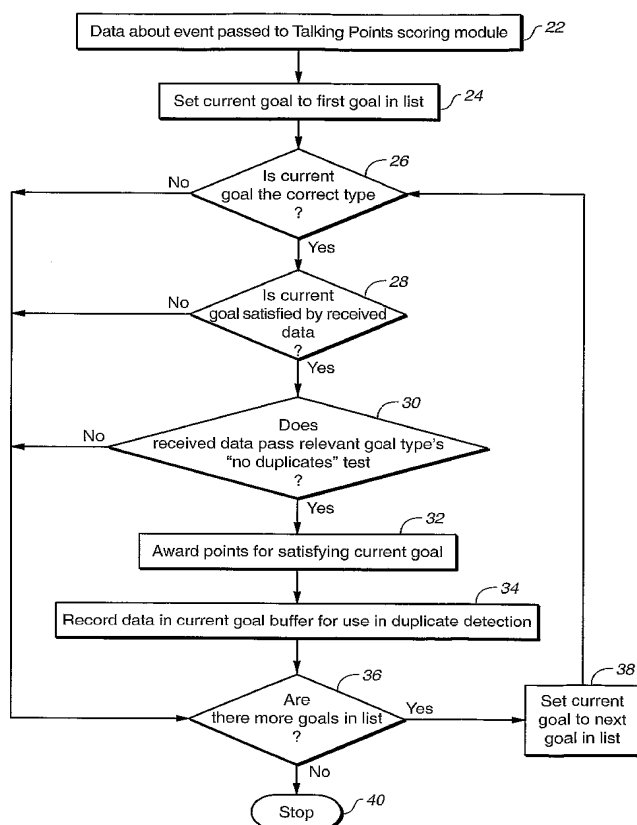 Data about event passed to Talking Points scoring module
22
Set current goal to first goal in list
24
26
Is current
goal the correct type
?
No
Yes
28
Is current
goal satisfied by received
data
?
No
Yes
30
Does
received data pass relevant goal type's
"no duplicates" test
?
No
Yes
32
Award points for satisfying current goal
34
Record data in current goal buffer for use in duplicate detection
36
Are
there more goals in list
?
Yes
No
38
Set current
goal to next
goal in list
Stop
40